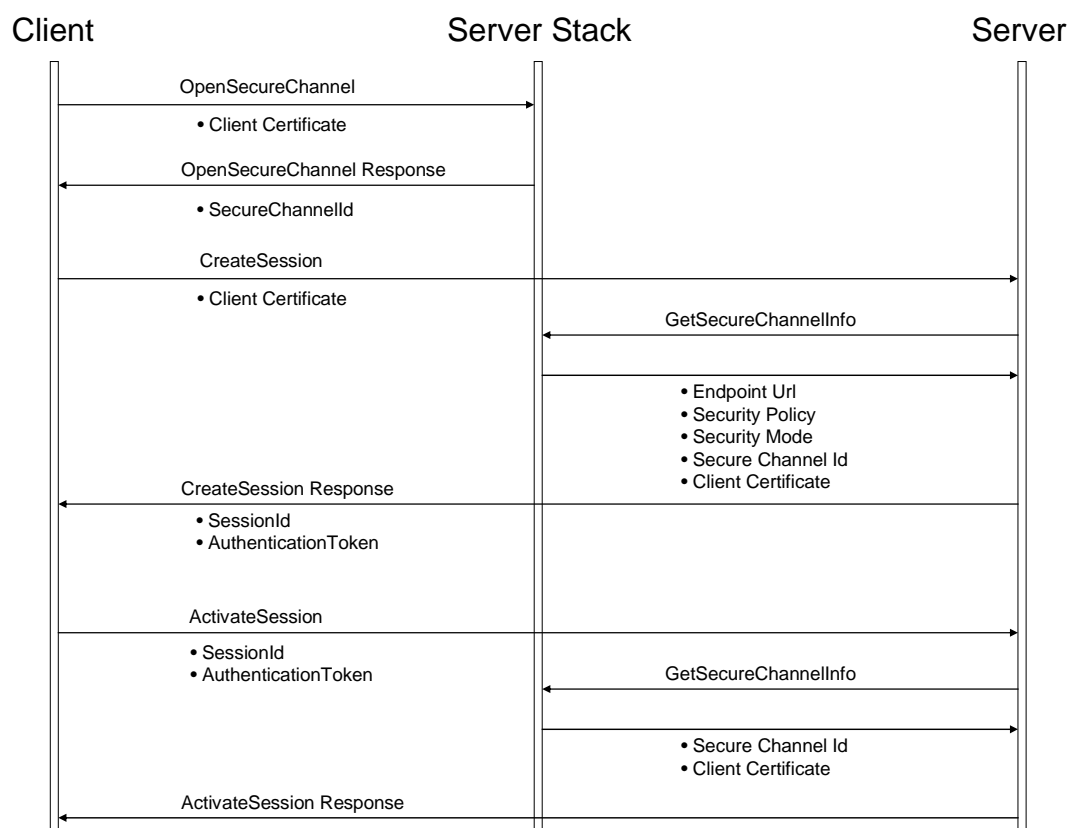 Client
Server Stack
Server
OpenSecureChannel
• Client Certificate
OpenSecureChannel Response
• SecureChannelId
CreateSession
• Client Certificate
GetSecureChannelInfo
• Endpoint Url
• Security Policy
• Security Mode
• Secure Channel Id
• Client Certificate
CreateSession Response
• SessionId
• AuthenticationToken
ActivateSession
• SessionId
• AuthenticationToken
GetSecureChannelInfo
• Secure Channel Id
• Client Certificate
ActivateSession Response